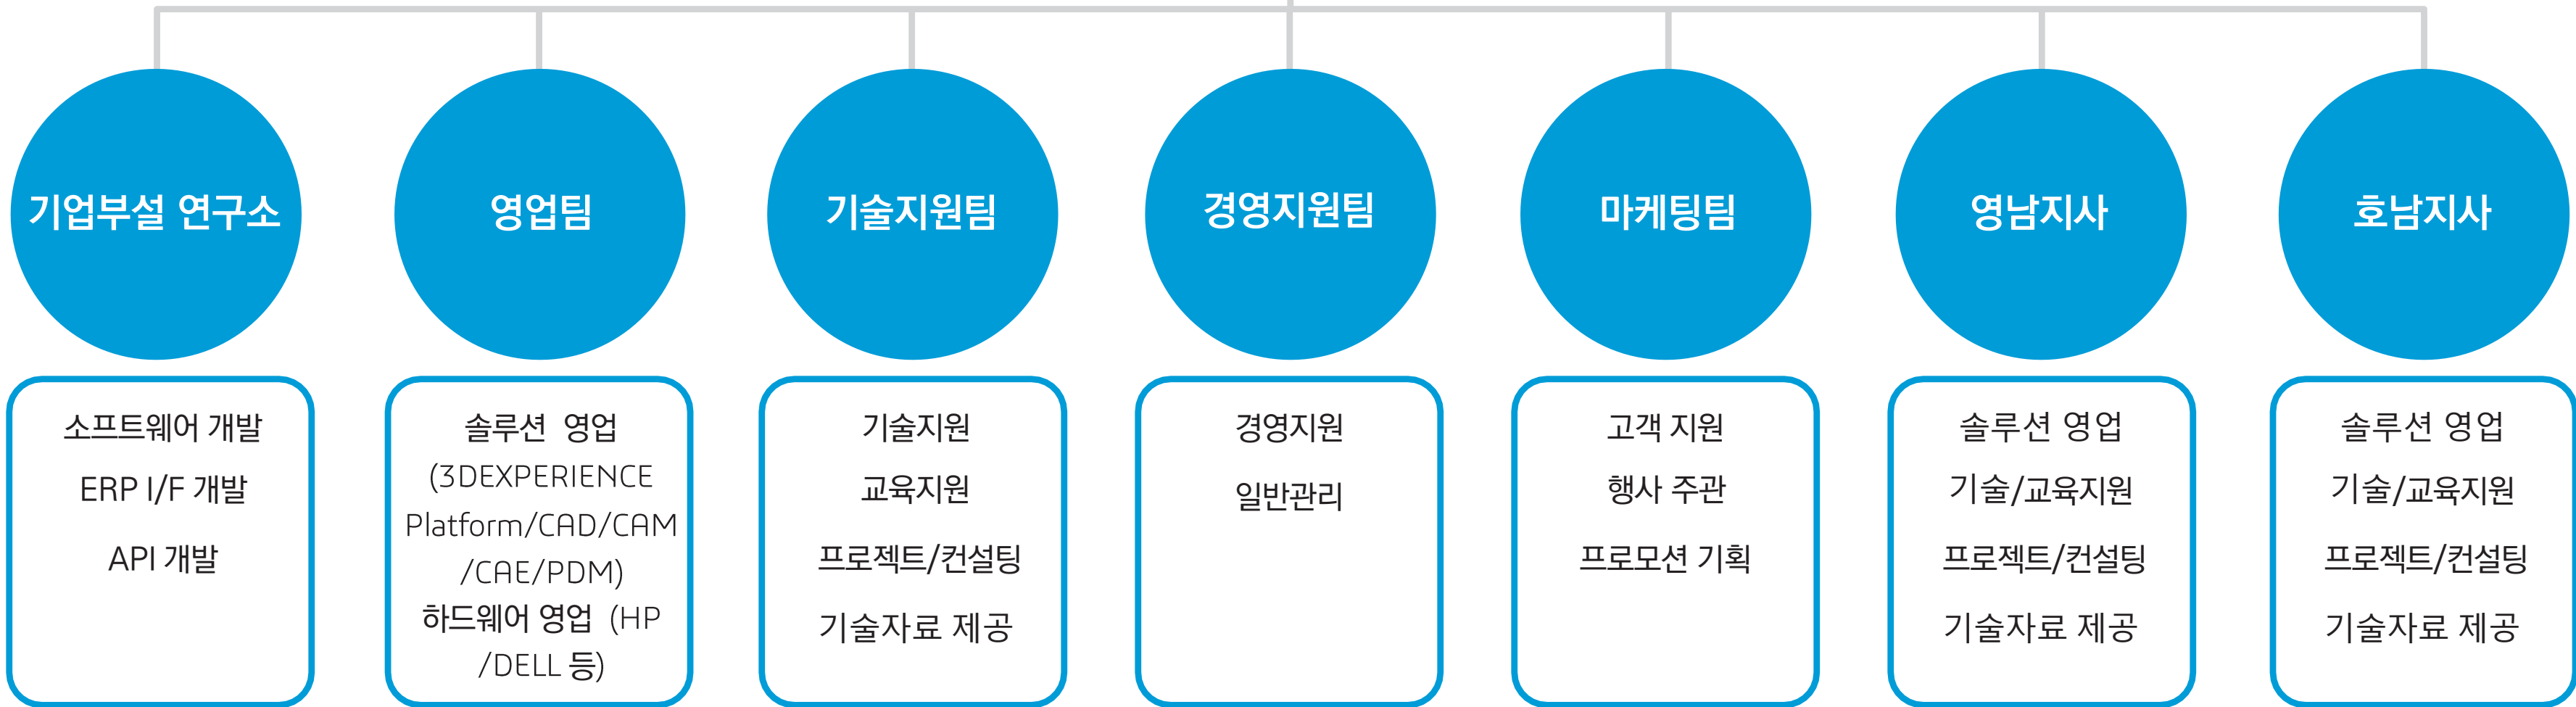 기업부설 연구소
영업팀
기술지원팀
경영지원팀
마케팅팀
영남지사
호남지사
소프트웨어 개발
ERP I/F 개발
API 개발
솔루션 영업
(3DEXPERIENCE
Platform/CAD/CAM
/CAE/PDM)
하드웨어 영업 (HP
/DELL 등)
기술지원
교육지원
프로젝트/컨설팅
기술자료 제공
경영지원
일반관리
고객 지원
행사 주관
프로모션 기획
솔루션 영업
기술/교육지원
프로젝트/컨설팅
기술자료 제공
솔루션 영업
기술/교육지원
프로젝트/컨설팅
기술자료 제공